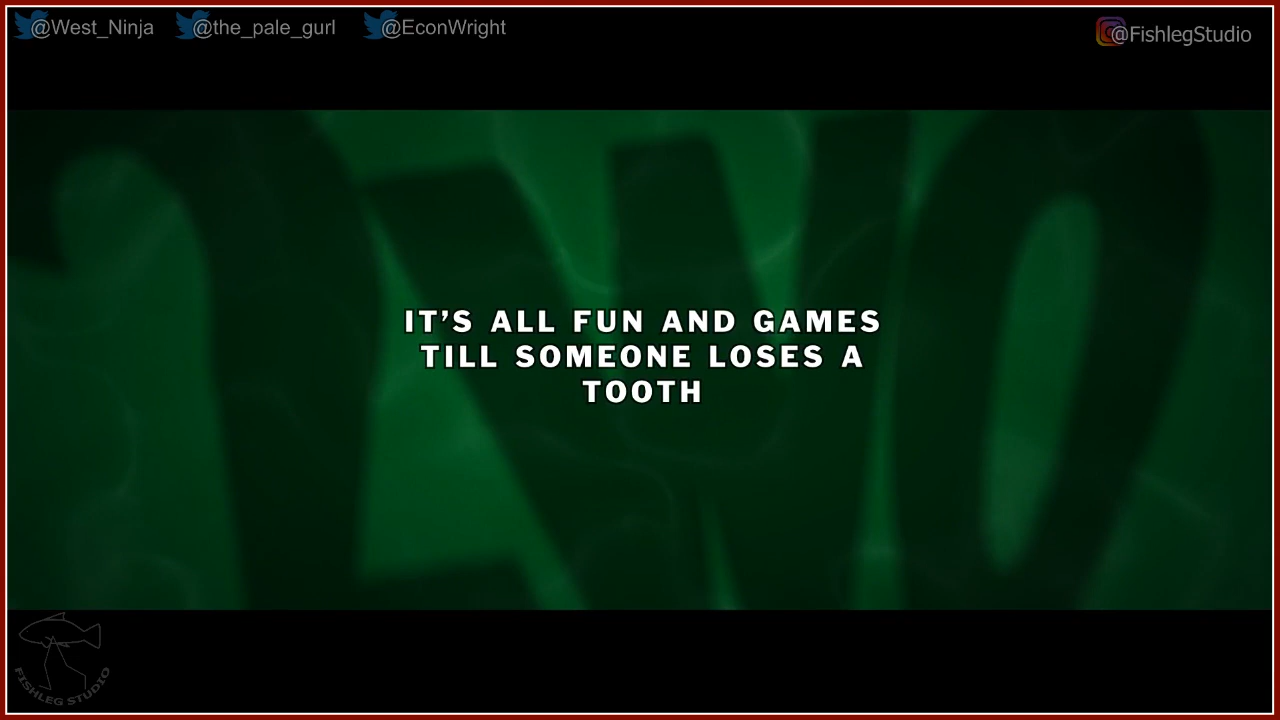 @West_Ninja @the_pale_gurl @EconWright @FishlegStudio
IT’S ALL FUN AND GAMES
TILL SOMEONE LOSES A
TOOTH
FISHLEG STUDIO